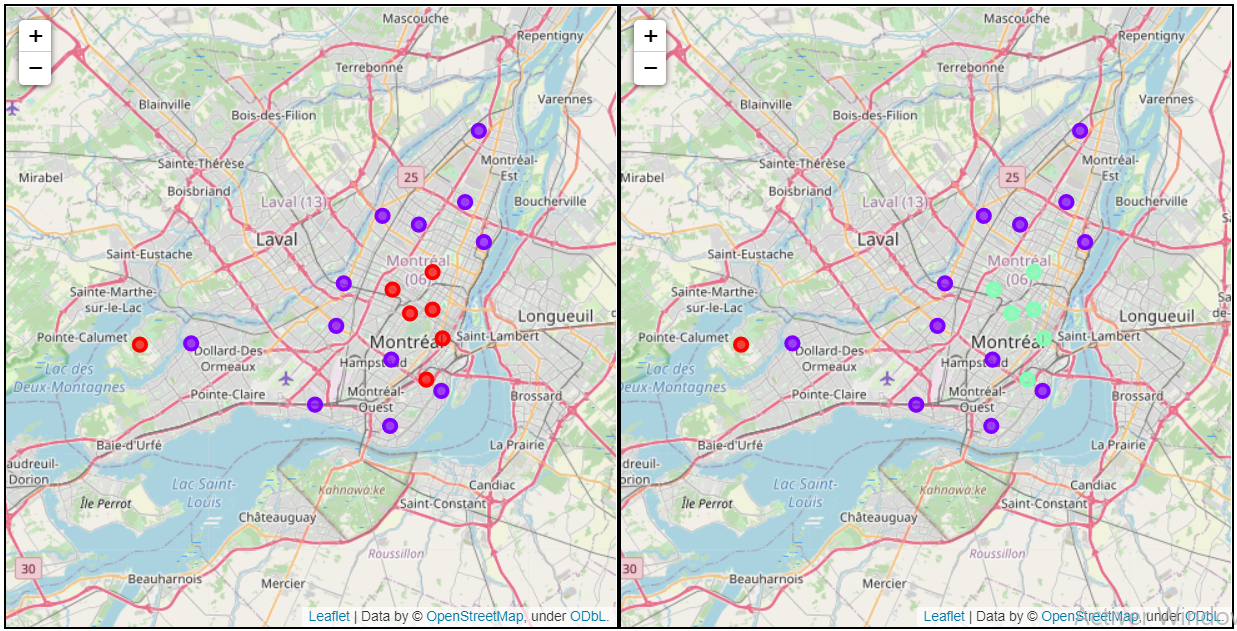 +
−
Mascouche
Repentigny
Terrebonne
Blainville
Bois-des-Filion
Varennes
Sainte-Thérèse
Montréal-
Est
Mirabel
25
Boisbriand
Laval (13)
Boucherville
Laval
Saint-Eustache
Montréal
(06)
Sainte-Marthe-
sur-le-Lac
Longueuil
Pointe-Calumet
Montréal
Saint-Lambert
Dollard-Des
Ormeaux
Hampstead
Lac des
Deux-Montagnes
Pointe-Claire
Montréal-
Ouest
Brossard
Baie-d'Urfé
La Prairie
audreuil-
Dorion
Lac Saint-
Louis
Candiac
Île Perrot
Kahnawa:ke
Saint-Constant
Châteauguay
Roussillon
30
Beauharnois
Mercier
Leaflet | Data by © OpenStreetMap, under ODbL.
+
−
Mascouche
Repentigny
Terrebonne
Blainville
Bois-des-Filion
Varennes
Sainte-Thérèse
Montréal-
Est
Mirabel
25
Boisbriand
Laval (13)
Boucherville
Laval
Saint-Eustache
Montréal
(06)
Sainte-Marthe-
sur-le-Lac
Longueuil
de-
Pointe-Calumet
Montréal
Saint-Lambert
Dollard-Des
Ormeaux
Hampstead
Lac des
Deux-Montagnes
Pointe-Claire
Montréal-
Ouest
Brossard
Baie-d'Urfé
La Prairie
dreuil-
orion
Lac Saint-
Louis
Candiac
Île Perrot
Kahnawa:ke
Saint-Constant
Châteauguay
Roussillon
30
Beauharnois
Mercier
Leaflet | Data by © OpenStreetMap, under ODbL.